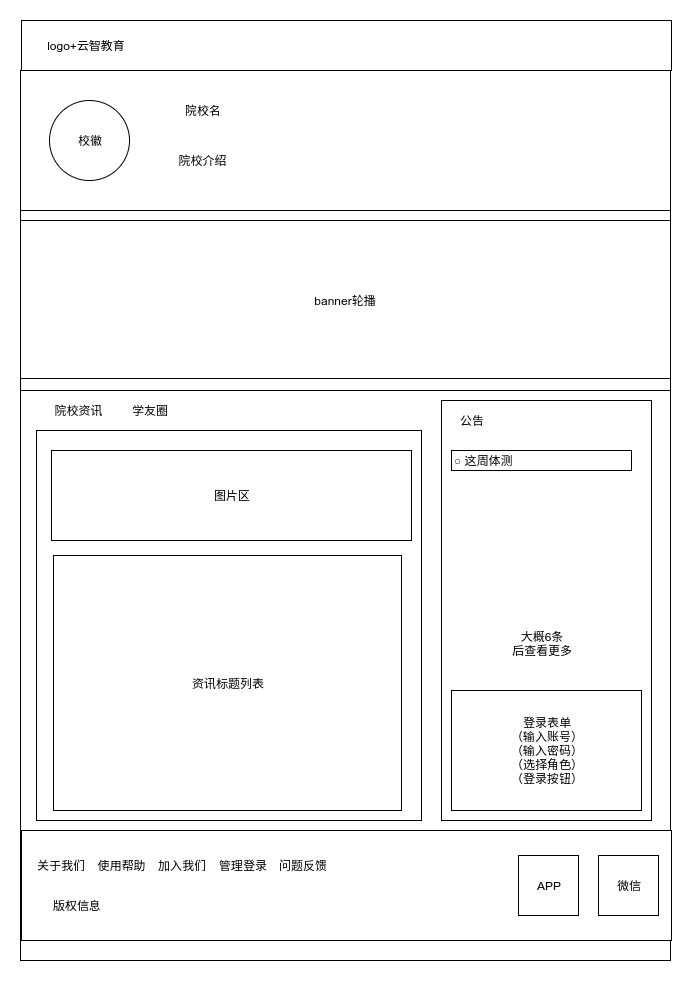 logo+云智教育
院校名
校徽
院校介绍
banner轮播
院校资讯 学友圈
公告
○ 这周体测
图片区
大概6条
后查看更多
资讯标题列表
登录表单
（输入账号）
（输入密码）
（选择角色）
（登录按钮）
关于我们 使用帮助 加入我们 管理登录 问题反馈
APP
微信
版权信息